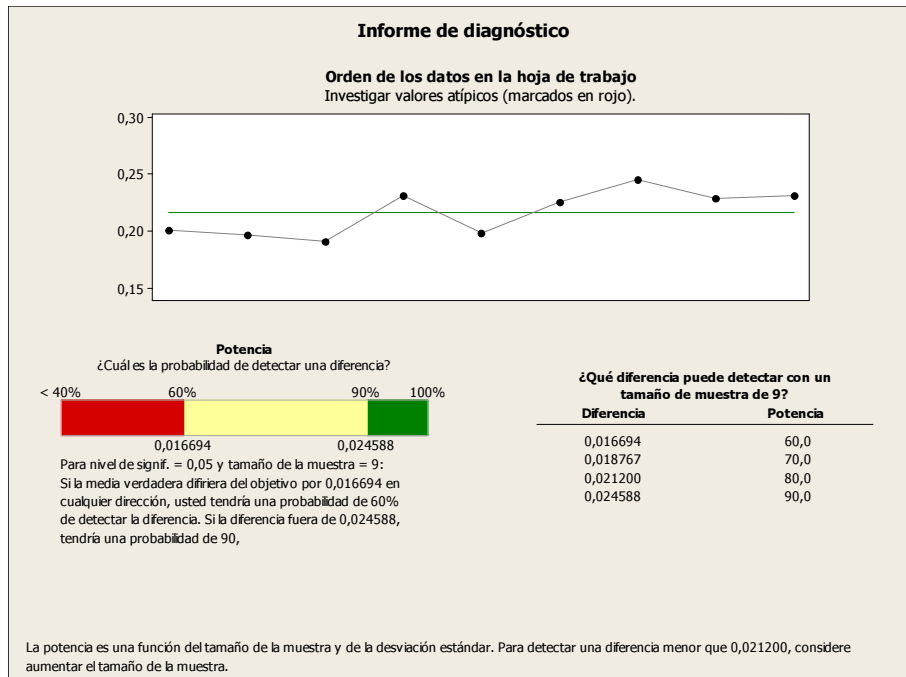 Informe de diagnóstico
Orden de los datos en la hoja de trabajo
Investigar valores atípicos (marcados en rojo).
0,30
0,25
0,20
0,15
Potencia
¿Cuál es la probabilidad de detectar una diferencia?
< 40% 60% 90% 100%
0,016694 0,024588
Para nivel de signif. = 0,05 y tamaño de la muestra = 9:
Si la media verdadera difiriera del objetivo por 0,016694 en
cualquier dirección, usted tendría una probabilidad de 60%
de detectar la diferencia. Si la diferencia fuera de 0,024588,
tendría una probabilidad de 90,
¿Qué diferencia puede detectar con un
tamaño de muestra de 9?
Diferencia Potencia
0,016694 60,0
0,018767 70,0
0,021200 80,0
0,024588 90,0
La potencia es una función del tamaño de la muestra y de la desviación estándar. Para detectar una diferencia menor que 0,021200, considere
aumentar el tamaño de la muestra.